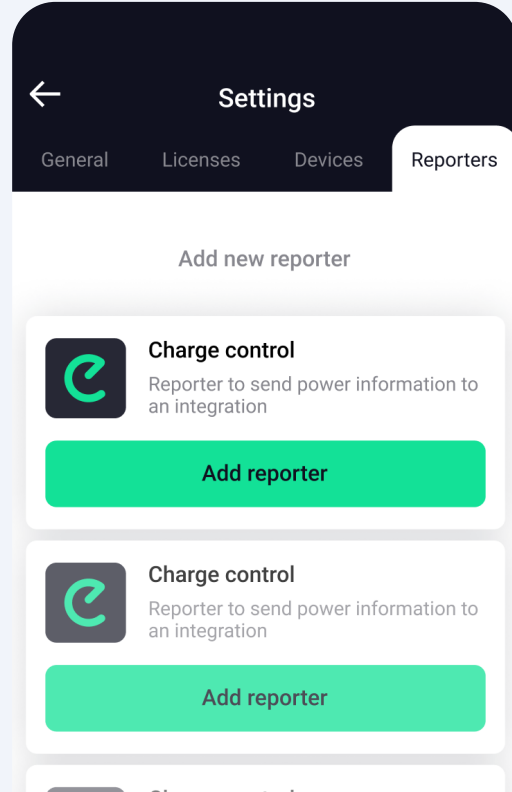 Settings
General Licenses Devices Reporters
Add new reporter
Charge control
Reporter to send power information to
an integration
Add reporter
Charge control
Reporter to send power information to
an integration
Add reporter